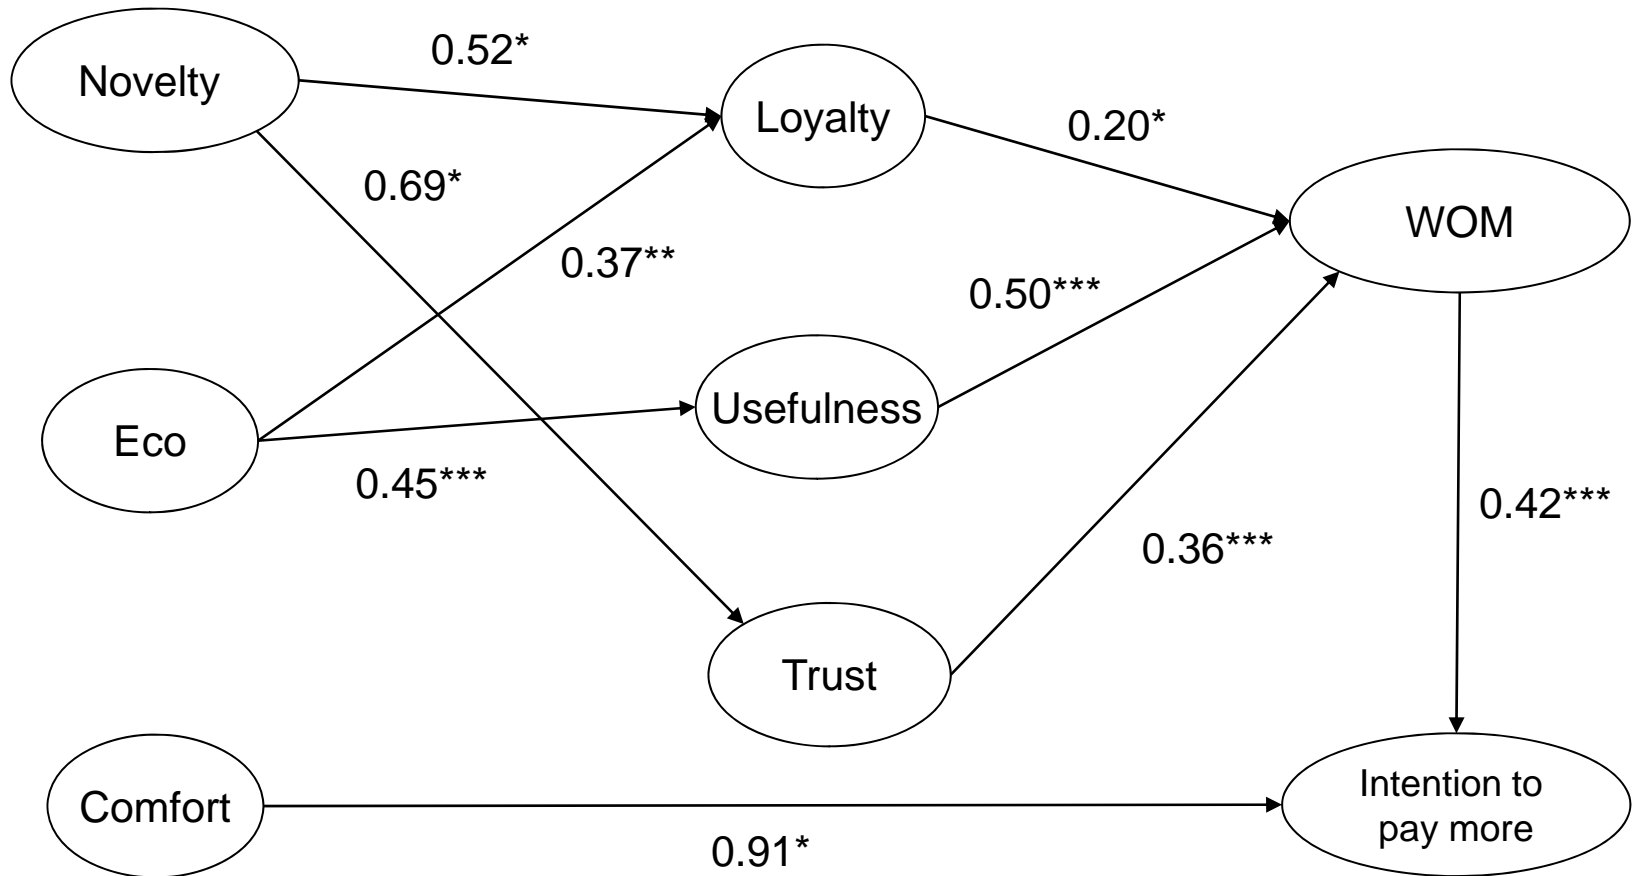 Novelty
0.52*
Loyalty
0.20*
0.69*
WOM
0.37**
0.50***
Usefulness
Eco
0.45***
0.42***
0.36***
Trust
Comfort
Intention to
pay more
0.91*